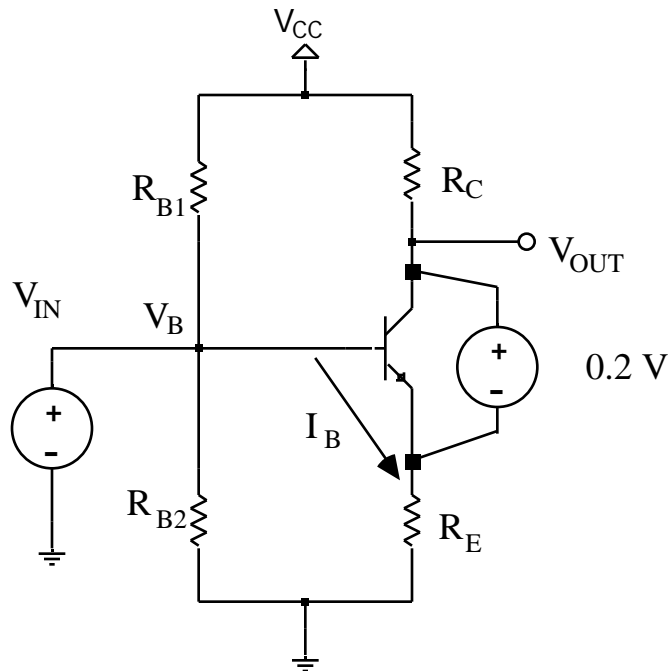 VCC
RB1
RC
VOUT
VIN
VB
+
-
+
-
0.2 V
IB
RB2
RE